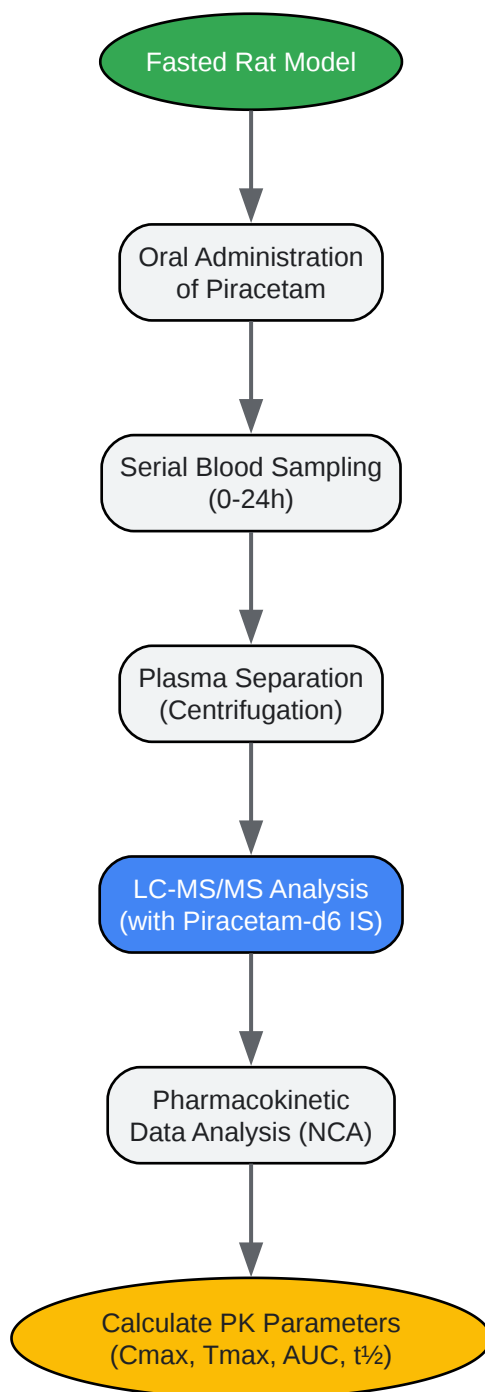 Fasted Rat Model
Oral Administration
of Piracetam
Serial Blood Sampling
(0-24h)
Plasma Separation
(Centrifugation)
LC-MS/MS Analysis
(with Piracetam-d6 IS)
Pharmacokinetic
Data Analysis (NCA)
Calculate PK Parameters
(Cmax, Tmax, AUC, t½)